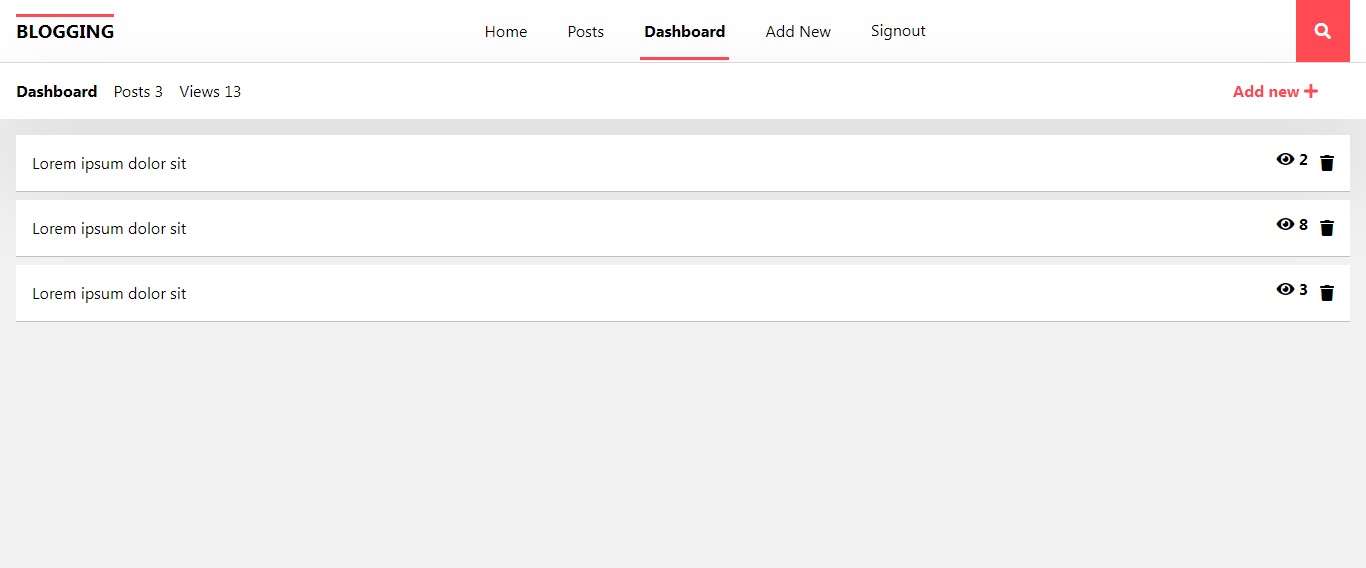 BLOGGING Home Posts Dashboard Add New Signout
Dashboard Posts 3 Views 13 Add new
Lorem ipsum dolor sit 2
Lorem ipsum dolor sit 8
Lorem ipsum dolor sit 3